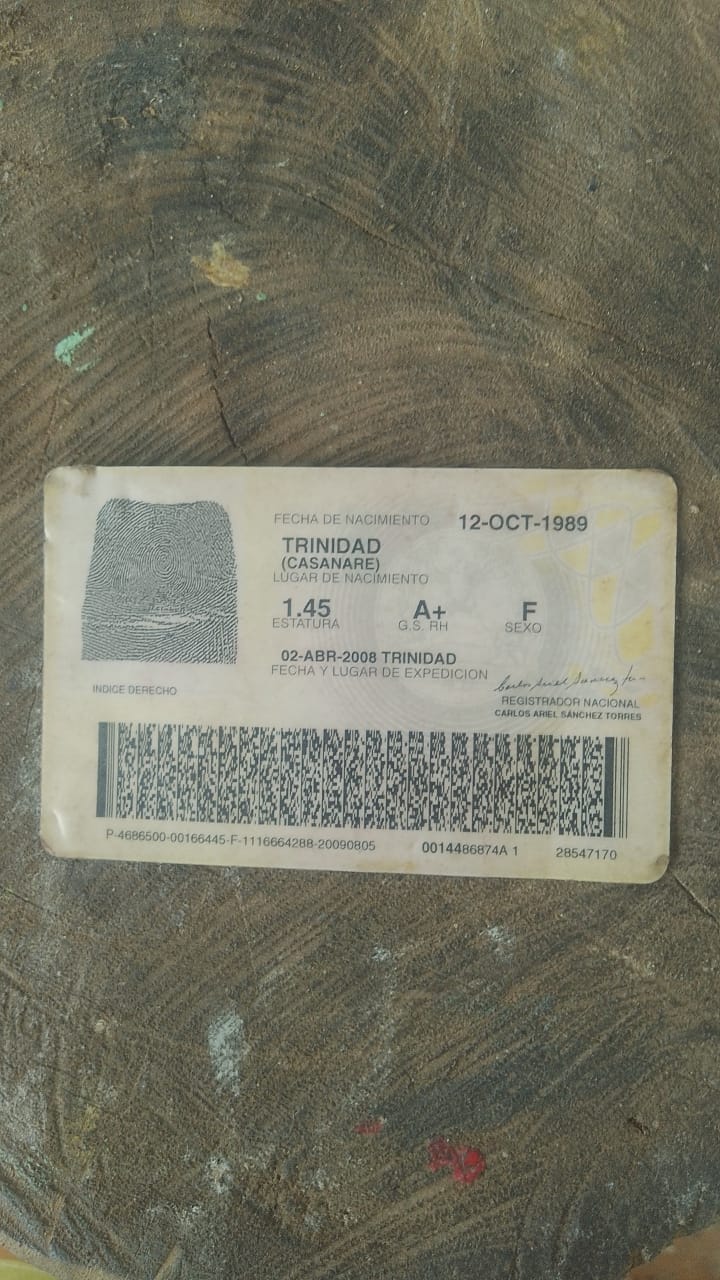 FECHA DE NACIMIENTO 12-OCT-1989
TRINIDAD
(CASANARE)
LUGAR DE NACIMIENTO
1.45 A+ F
ESTATURA G.S. RH SEXO
02-ABR-2008 TRINIDAD
FECHA Y LUGAR DE EXPEDICION
INDICE DERECHO
REGISTRADOR NACIONAL
CARLOS ARIEL SÁNCHEZ TORRES
P-4686500-00166445-F-1116664288-20090805 0014486874A 1 28547170